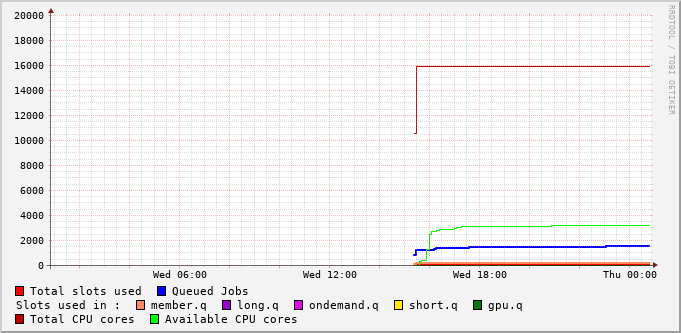 20000
18000
16000
14000
12000
10000
8000
6000
4000
2000
0
Wed 06:00 Wed 12:00 Wed 18:00 Thu 00:00
RRDTOOL / TOBI OETIKER
Total slots used Queued Jobs
Slots used in : member.q long.q ondemand.q short.q gpu.q
Total CPU cores Available CPU cores